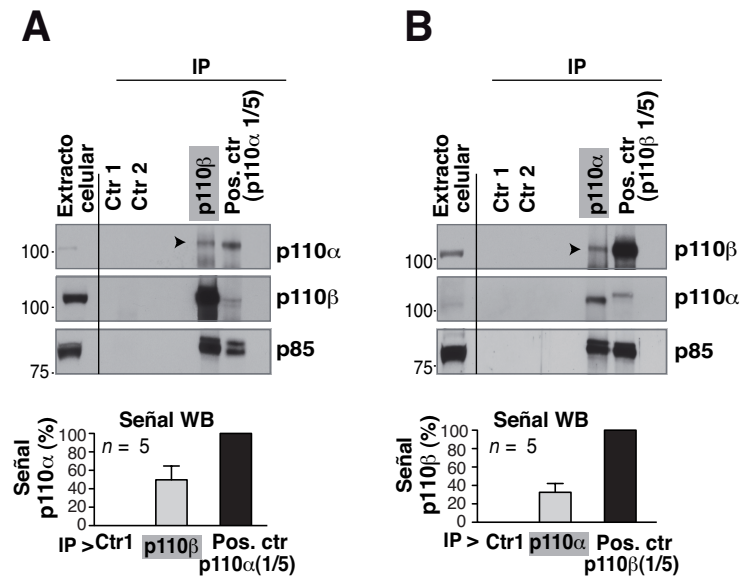 A
IP
Extracto
celular
Ctr 1
Ctr 2
p110β
Pos. ctr
(p110α 1/5)
100
p110α
100
p110β
75
p85
Señal WB
Señal
p110α (%)
100
80
60
40
20
0
n = 5
IP > Ctr1
p110β
Pos. ctr
p110α(1/5)
B
IP
Extracto
celular
Ctr 1
Ctr 2
p110α
Pos. ctr
(p110β 1/5)
100
p110β
100
p110α
75
p85
Señal WB
Señal
p110β (%)
100
80
60
40
20
0
n = 5
IP > Ctr1
p110α
Pos. ctr
p110β(1/5)